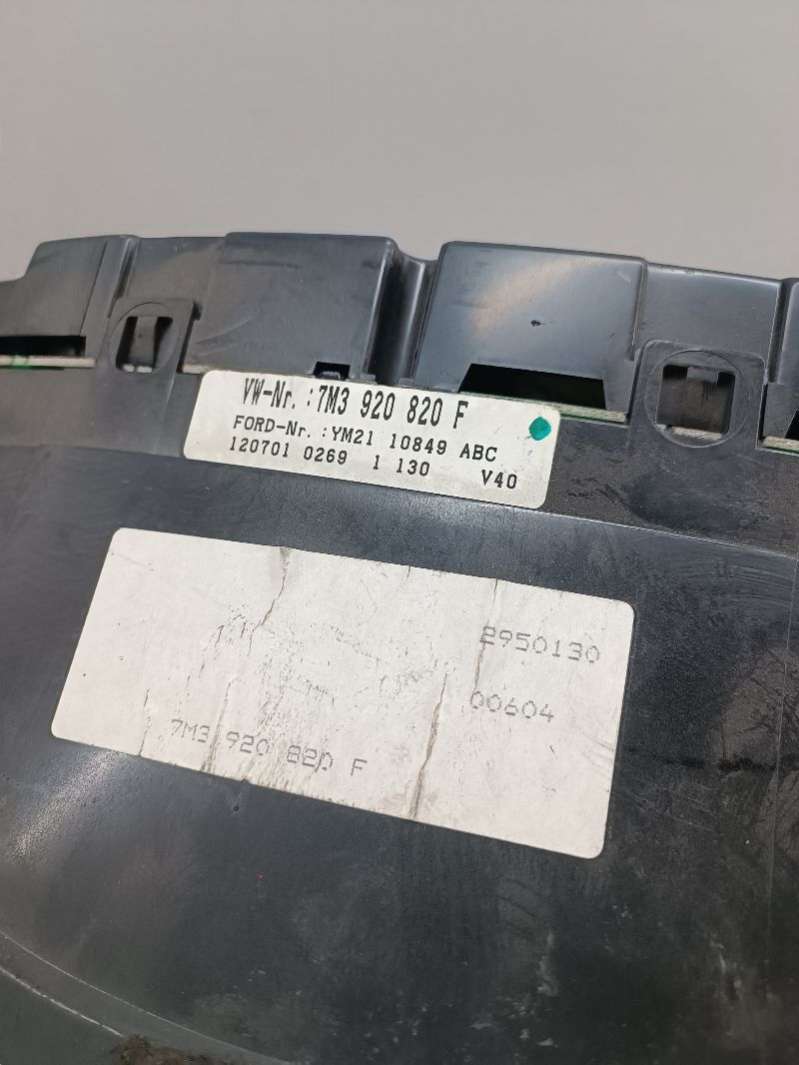 VW-Nr. :7M3 920 820 F
FORD-Nr. :YM21 10849 ABC
120701 0269 1 130 V40
2950130
00604
7M3 920 820 F